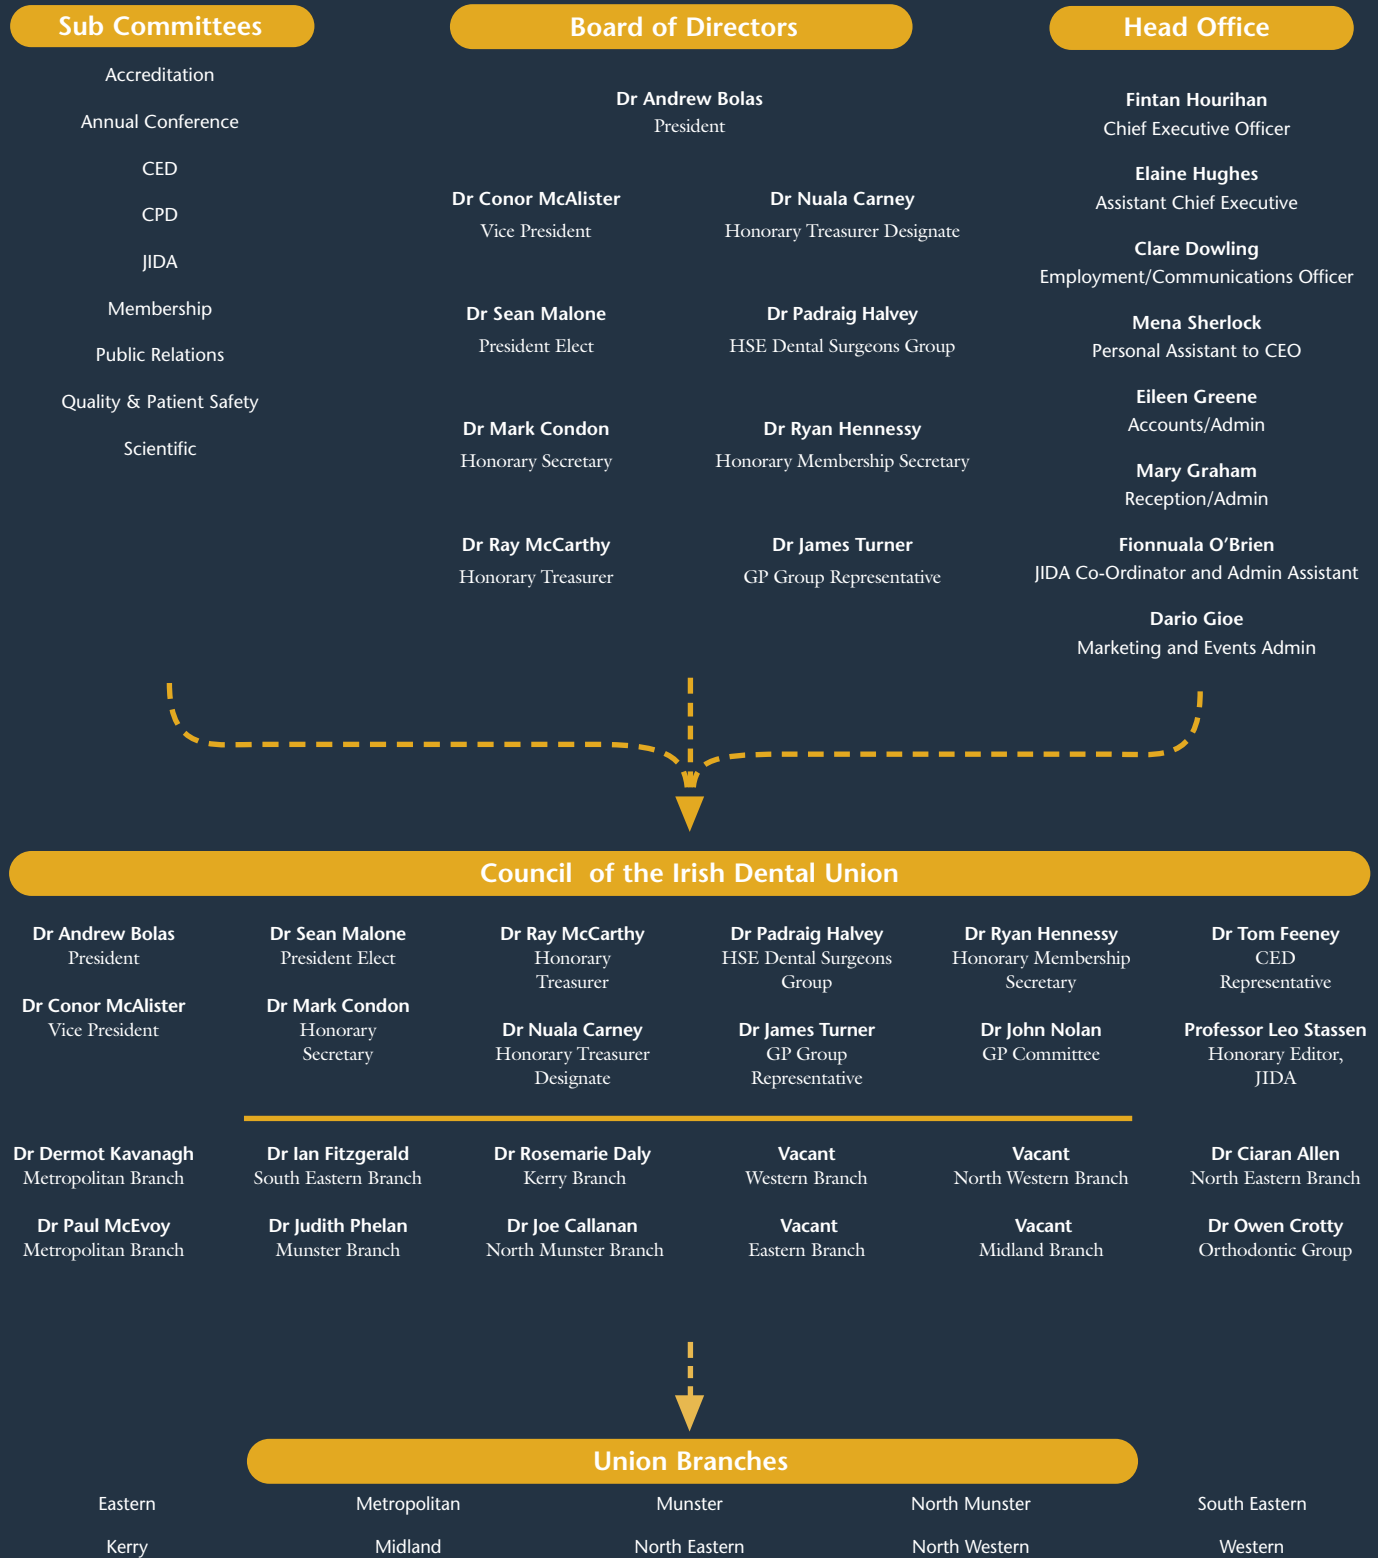 Sub Committees
Accreditation
Annual Conference
CED
CPD
JIDA
Membership
Public Relations
Quality & Patient Safety
Scientific
Board of Directors
Dr Andrew Bolas
President
Dr Conor McAlister
Vice President
Dr Nuala Carney
Honorary Treasurer Designate
Dr Sean Malone
President Elect
Dr Padraig Halvey
HSE Dental Surgeons Group
Dr Mark Condon
Honorary Secretary
Dr Ryan Hennessy
Honorary Membership Secretary
Dr Ray McCarthy
Honorary Treasurer
Dr James Turner
GP Group Representative
Head Office
Fintan Hourihan
Chief Executive Officer
Elaine Hughes
Assistant Chief Executive
Clare Dowling
Employment/Communications Officer
Mena Sherlock
Personal Assistant to CEO
Eileen Greene
Accounts/Admin
Mary Graham
Reception/Admin
Fionnuala O’Brien
JIDA Co-Ordinator and Admin Assistant
Dario Gioe
Marketing and Events Admin
Council of the Irish Dental Union
Dr Andrew Bolas
President
Dr Conor McAlister
Vice President
Dr Sean Malone
President Elect
Dr Mark Condon
Honorary
Secretary
Dr Ray McCarthy
Honorary
Treasurer
Dr Nuala Carney
Honorary Treasurer
Designate
Dr Padraig Halvey
HSE Dental Surgeons
Group
Dr James Turner
GP Group
Representative
Dr Ryan Hennessy
Honorary Membership
Secretary
Dr John Nolan
GP Committee
Dr Tom Feeney
CED
Representative
Professor Leo Stassen
Honorary Editor,
JIDA
Dr Dermot Kavanagh
Metropolitan Branch
Dr Paul McEvoy
Metropolitan Branch
Dr Ian Fitzgerald
South Eastern Branch
Dr Judith Phelan
Munster Branch
Dr Rosemarie Daly
Kerry Branch
Dr Joe Callanan
North Munster Branch
Vacant
Western Branch
Vacant
Eastern Branch
Vacant
North Western Branch
Vacant
Midland Branch
Dr Ciaran Allen
North Eastern Branch
Dr Owen Crotty
Orthodontic Group
Union Branches
Eastern
Metropolitan
Munster
North Munster
South Eastern
Kerry
Midland
North Eastern
North Western
Western